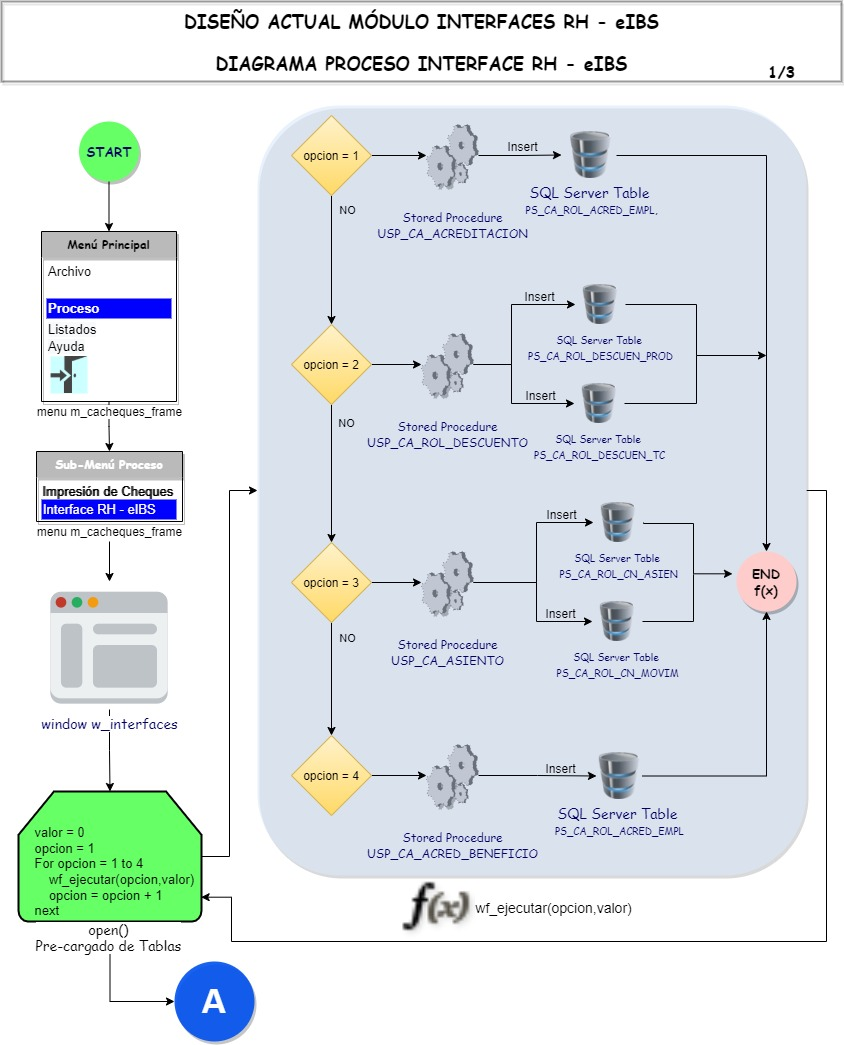 DISEÑO ACTUAL MÓDULO INTERFACES RH - eIBS
DIAGRAMA PROCESO INTERFACE RH - eIBS
1/3
START
Menú Principal
Archivo
Proceso
Listados
Ayuda
menu m_cacheques_frame
Sub-Menú Proceso
Impresión de Cheques
Interface RH - eIBS
menu m_cacheques_frame
window w_interfaces
valor = 0
opcion = 1
For opcion = 1 to 4
wf_ejecutar(opcion,valor)
opcion = opcion + 1
next
open()
Pre-cargado de Tablas
A
opcion = 1
NO
Stored Procedure
USP_CA_ACREDITACION
Insert
SQL Server Table
PS_CA_ROL_ACRED_EMPL.
opcion = 2
NO
Stored Procedure
USP_CA_ROL_DESCUENTO
Insert
SQL Server Table
PS_CA_ROL_DESCUEN_PROD
Insert
SQL Server Table
PS_CA_ROL_DESCUEN_TC
opcion = 3
NO
Stored Procedure
USP_CA_ASIENTO
Insert
SQL Server Table
PS_CA_ROL_CN_ASIEN
Insert
SQL Server Table
PS_CA_ROL_CN_MOVIM
opcion = 4
Stored Procedure
USP_CA_ACRED_BENEFICIO
Insert
SQL Server Table
PS_CA_ROL_ACRED_EMPL
END
f(x)
f(x) wf_ejecutar(opcion,valor)